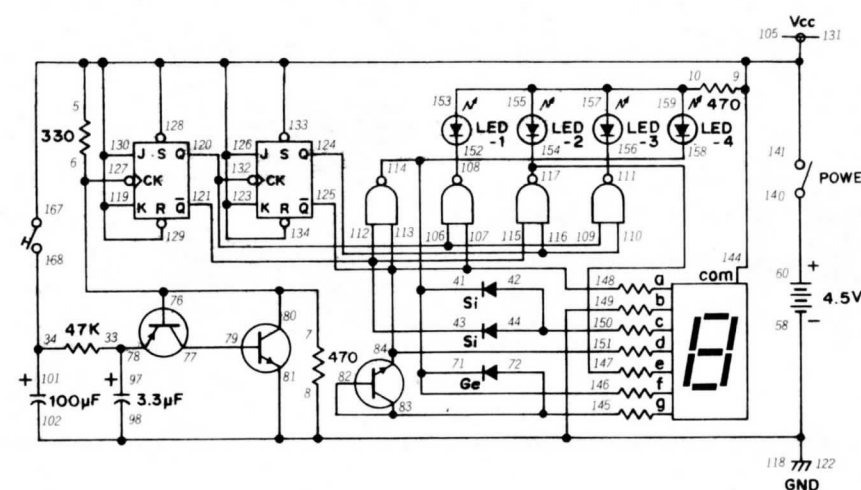 Vcc
105 131
153 155 157 159 10 9
470
5
330
6
128 133
130 J S Q 120 126 J S Q 124
127 CK 132 CK
119 K R Q̅ 121 123 K R Q̅ 125
129 134
LED -1 LED -2 LED -3 LED -4
152 154 156 158
114 108 117 111
112 113 106 107 115 116 109 110
141
POWER
140
167
H
168
144
com
76
41 42
Si
148 a
149 b
60 +
4.5V
58 −
34 47K 33 78 77 79 80
43 44
Si
150 c
151 d
7
470
8
84
71 72
Ge
147 e
146 f
145 g
82
83
81
+ 101 + 97
100µF 3.3µF
102 98
118 122
GND